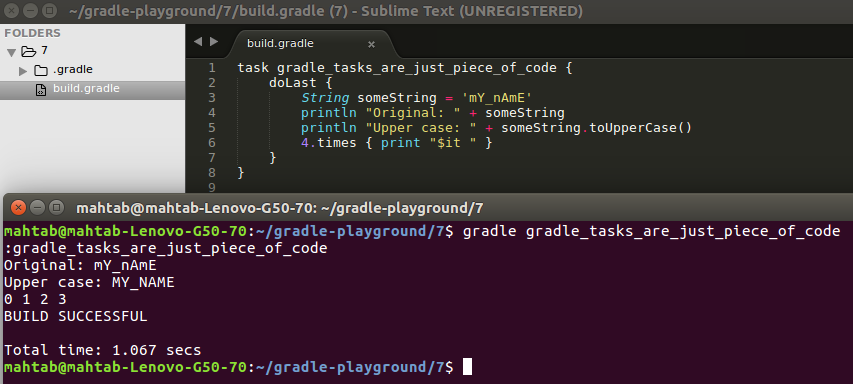 ~/gradle-playground/7/build.gradle (7) - Sublime Text (UNREGISTERED)
FOLDERS
7
.gradle
build.gradle
build.gradle
1 task gradle_tasks_are_just_piece_of_code {
2     doLast {
3         String someString = 'mY_nAmE'
4         println "Original: " + someString
5         println "Upper case: " + someString.toUpperCase()
6         4.times { print "$it " }
7     }
8 }
9
mahtab@mahtab-Lenovo-G50-70: ~/gradle-playground/7
mahtab@mahtab-Lenovo-G50-70:~/gradle-playground/7$ gradle gradle_tasks_are_just_piece_of_code
:gradle_tasks_are_just_piece_of_code
Original: mY_nAmE
Upper case: MY_NAME
0 1 2 3
BUILD SUCCESSFUL
Total time: 1.067 secs
mahtab@mahtab-Lenovo-G50-70:~/gradle-playground/7$